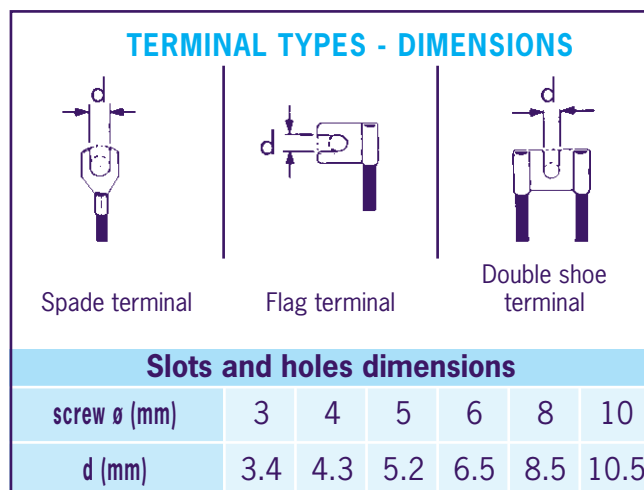 TERMINAL TYPES - DIMENSIONS
d
d
d
Spade terminal
Flag terminal
Double shoe
terminal
Slots and holes dimensions
screw ø (mm) 3 4 5 6 8 10
d (mm) 3.4 4.3 5.2 6.5 8.5 10.5